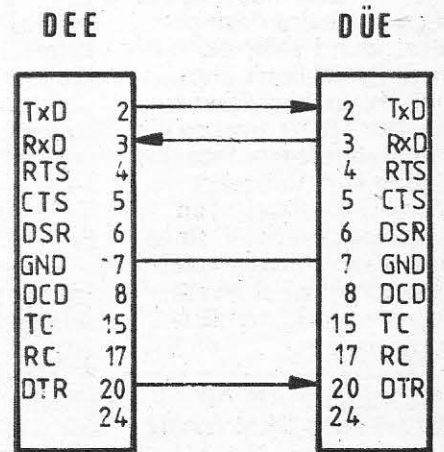 DEE DÜE
TxD 2 2 TxD
RxD 3 3 RxD
RTS 4 4 RTS
CTS 5 5 CTS
DSR 6 6 DSR
GND 7 7 GND
DCD 8 8 DCD
TC 15 15 TC
RC 17 17 RC
DTR 20 20 DTR
24 24